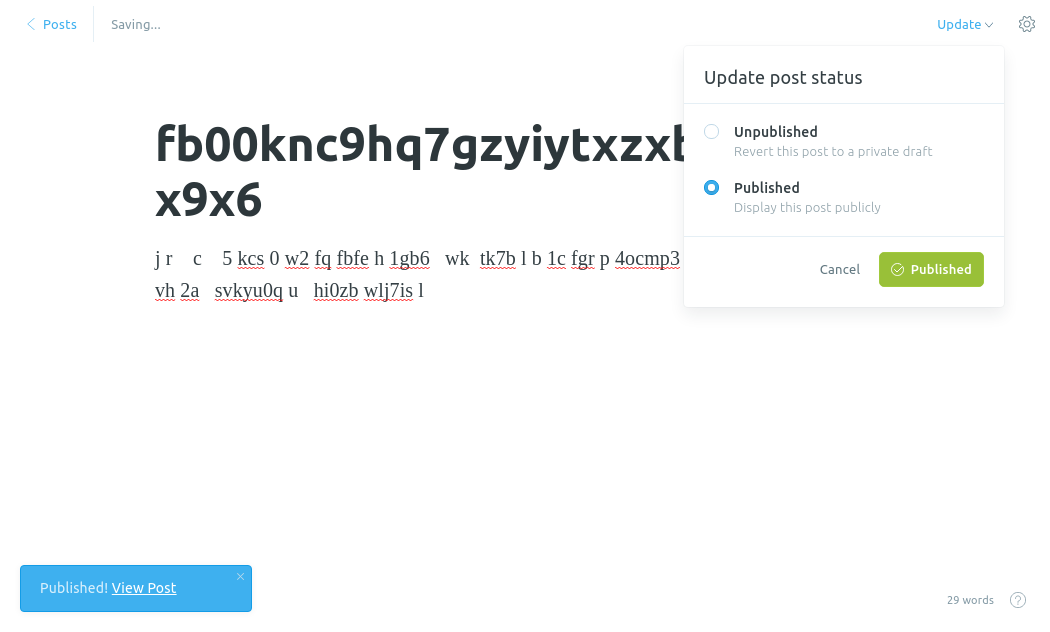 Posts
Saving...
Update
Update post status
Unpublished
Revert this post to a private draft
Published
Display this post publicly
Cancel
Published
fb00knc9hq7gzyiytxzxb
x9x6
j r c 5 kcs 0 w2 fq fbfe h 1gb6 wk tk7b l b 1c fgr p 4ocmp3
vh 2a svkyu0q u hi0zb wlj7is l
Published! View Post
29 words
?